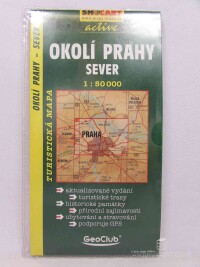 SHOCART
active
OKOLÍ PRAHY
SEVER
1 : 50 000
OKOLÍ PRAHY - SEVER
TURISTICKÁ MAPA
PRAHA
aktualizované vydání
turistické trasy
historické památky
přírodní zajímavosti
ubytování a stravování
podporuje GPS
GeoClub